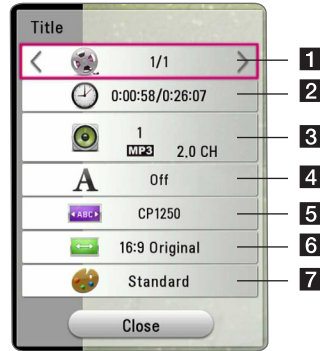 Title
1/1 1
0:00:58/0:26:07 2
1 3
MP3 2.0 CH
A Off 4
ABC CP1250 5
16:9 Original 6
Standard 7
Close